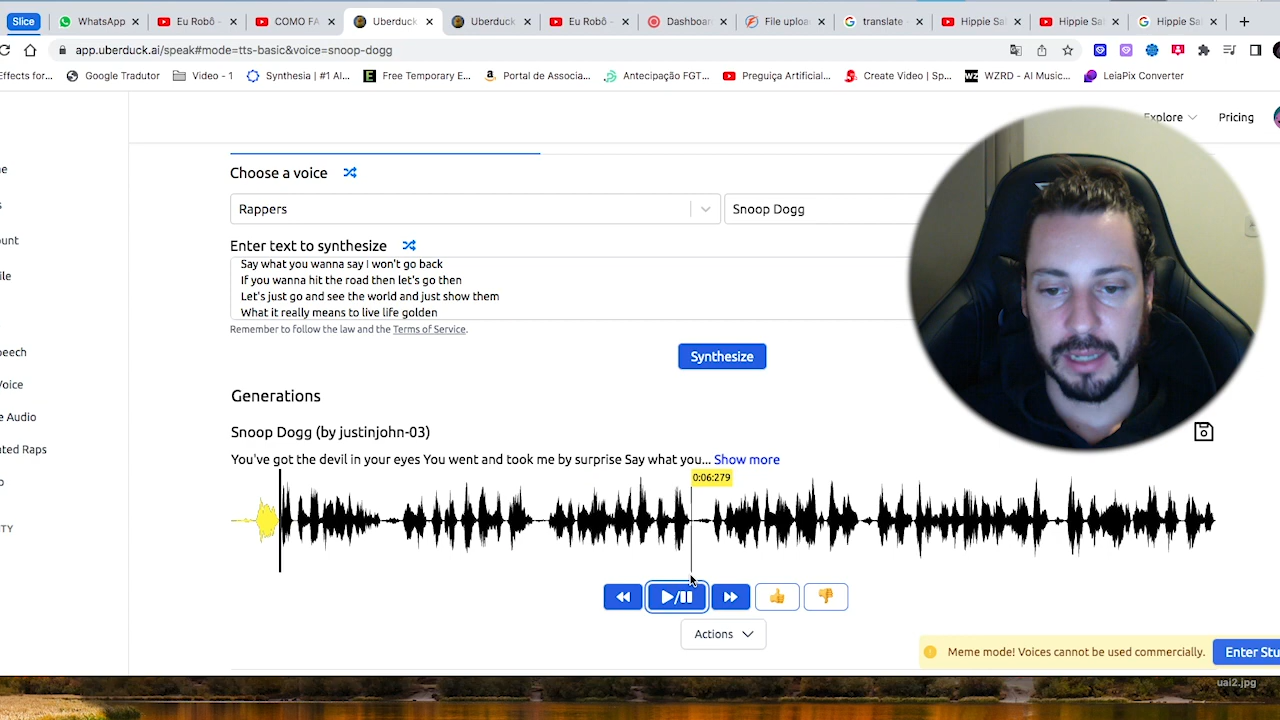 Slice
WhatsApp
Eu Robô -
COMO FA
Uberduck
Uberduck
Eu Robô -
Dashboa
File uploa
translate
Hippie Sa
Hippie Sa
Hippie Sa
app.uberduck.ai/speak#mode=tts-basic&voice=snoop-dogg
Effects for...
Google Tradutor
Video - 1
Synthesia | #1 AI...
Free Temporary E...
Portal de Associa...
Antecipação FGT...
Preguiça Artificial...
Create Video | Sp...
WZRD - AI Music...
LeiaPix Converter
Explore
Pricing
Choose a voice
Rappers
Snoop Dogg
Enter text to synthesize
Say what you wanna say I won't go back
If you wanna hit the road then let's go then
Let's just go and see the world and just show them
What it really means to live life golden
Remember to follow the law and the Terms of Service.
Synthesize
Generations
Snoop Dogg (by justinjohn-03)
You've got the devil in your eyes You went and took me by surprise Say what you... Show more
0:06:279
Actions
Meme mode! Voices cannot be used commercially.
Enter Stu
ual2.jpg
ount
ile
peech
Voice
e Audio
ated Raps